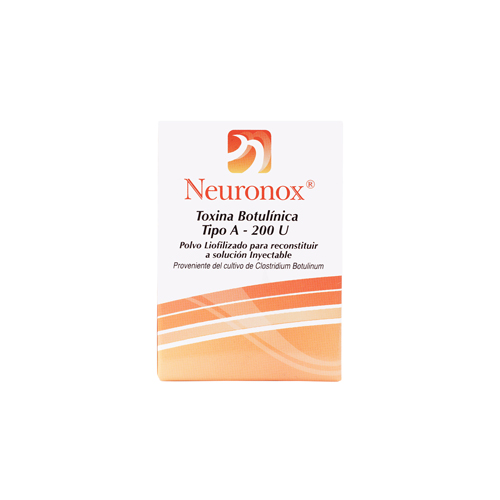 Neuronox®
Toxina Botulínica
Tipo A - 200 U
Polvo Liofilizado para reconstituir
a solución Inyectable
Proveniente del cultivo de Clostridium Botulinum